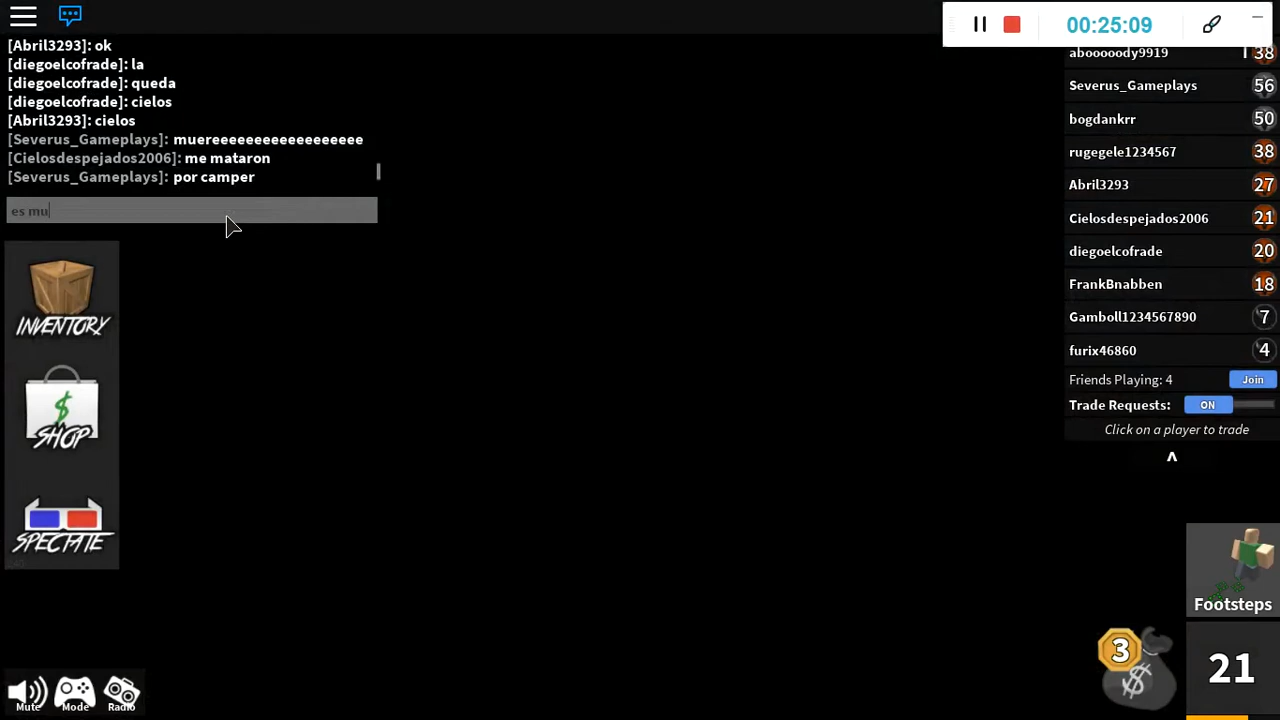 00:25:09
[Abril3293]: ok
[diegoelcofrade]: la
[diegoelcofrade]: queda
[diegoelcofrade]: cielos
[Abril3293]: cielos
[Severus_Gameplays]: muereeeeeeeeeeeeeeeee
[Cielosdespejados2006]: me mataron
[Severus_Gameplays]: por camper
es mu
INVENTORY
$
SHOP
SPECTATE
Mute
Mode
Radio
abooooody9919 38
Severus_Gameplays 56
bogdankrr 50
rugegele1234567 38
Abril3293 27
Cielosdespejados2006 21
diegoelcofrade 20
FrankBnabben 18
Gamboll1234567890 7
furix46860 4
Friends Playing: 4 Join
Trade Requests: ON
Click on a player to trade
Footsteps
3
$
21